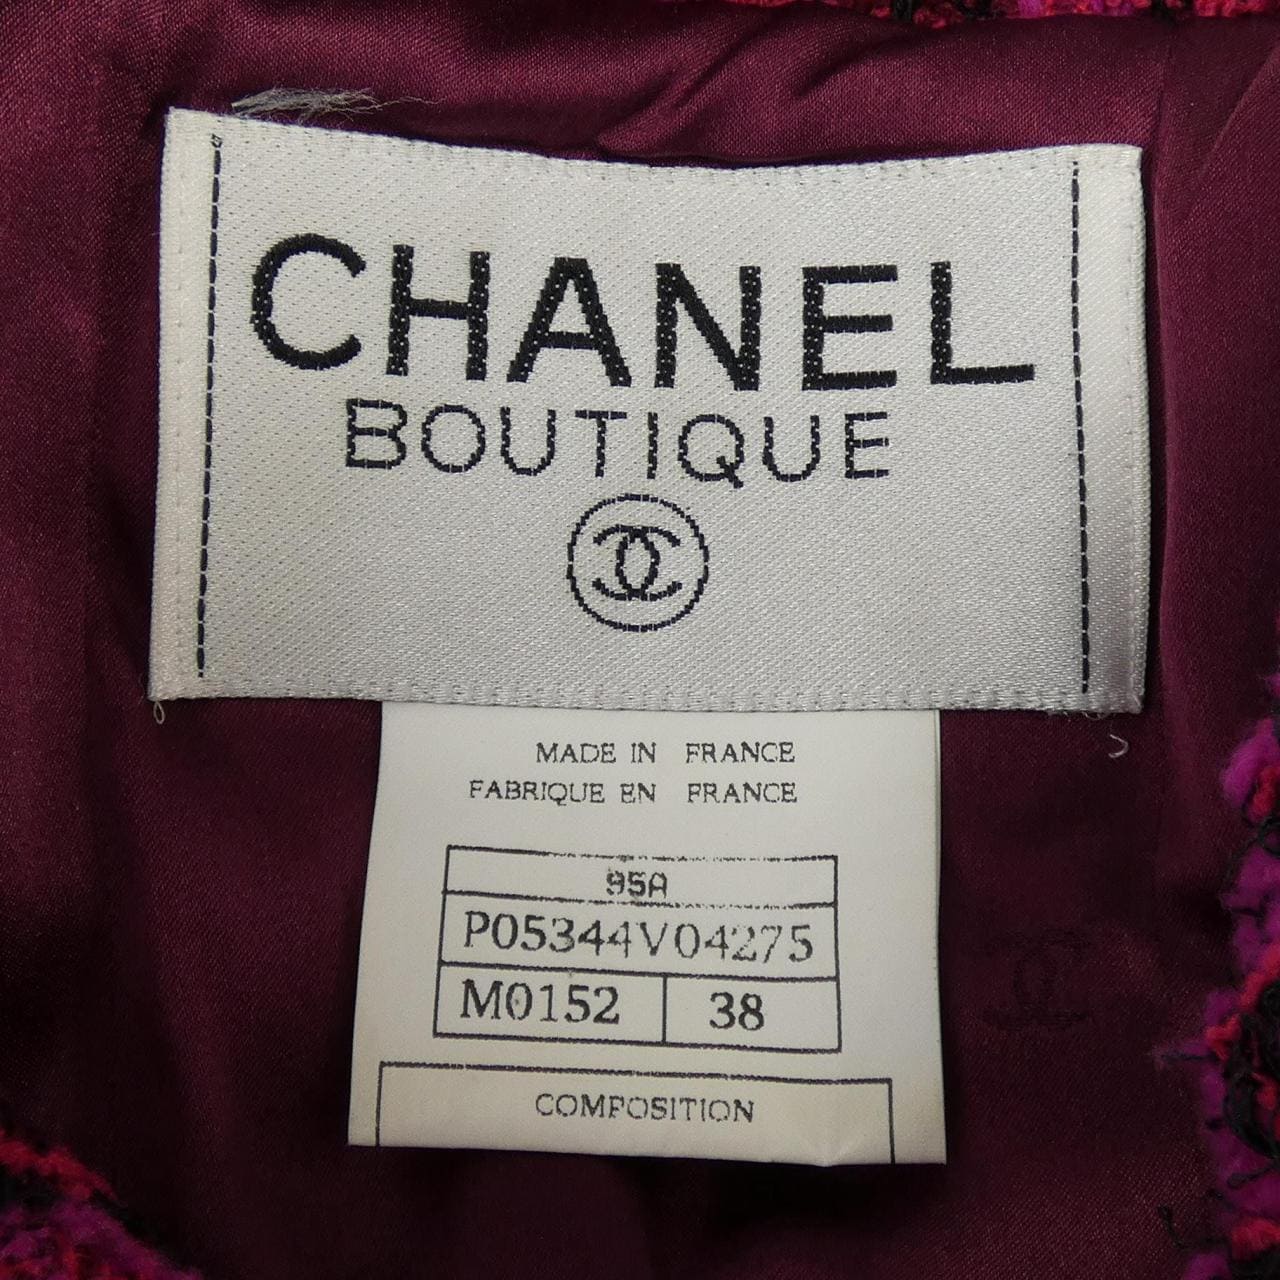 CHANEL
BOUTIQUE
MADE IN FRANCE
FABRIQUE EN FRANCE
95A
P05344V04275
M0152 38
COMPOSITION